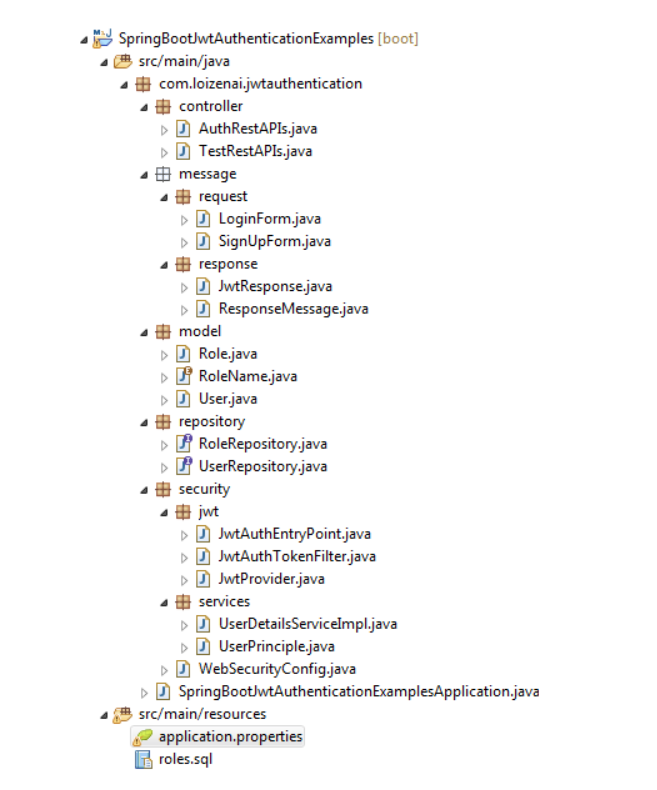 SpringBootJwtAuthenticationExamples [boot]
src/main/java
com.loizenai.jwtauthentication
controller
AuthRestAPIs.java
TestRestAPIs.java
message
request
LoginForm.java
SignUpForm.java
response
JwtResponse.java
ResponseMessage.java
model
Role.java
RoleName.java
User.java
repository
RoleRepository.java
UserRepository.java
security
jwt
JwtAuthEntryPoint.java
JwtAuthTokenFilter.java
JwtProvider.java
services
UserDetailsServiceImpl.java
UserPrinciple.java
WebSecurityConfig.java
SpringBootJwtAuthenticationExamplesApplication.java
src/main/resources
application.properties
roles.sql